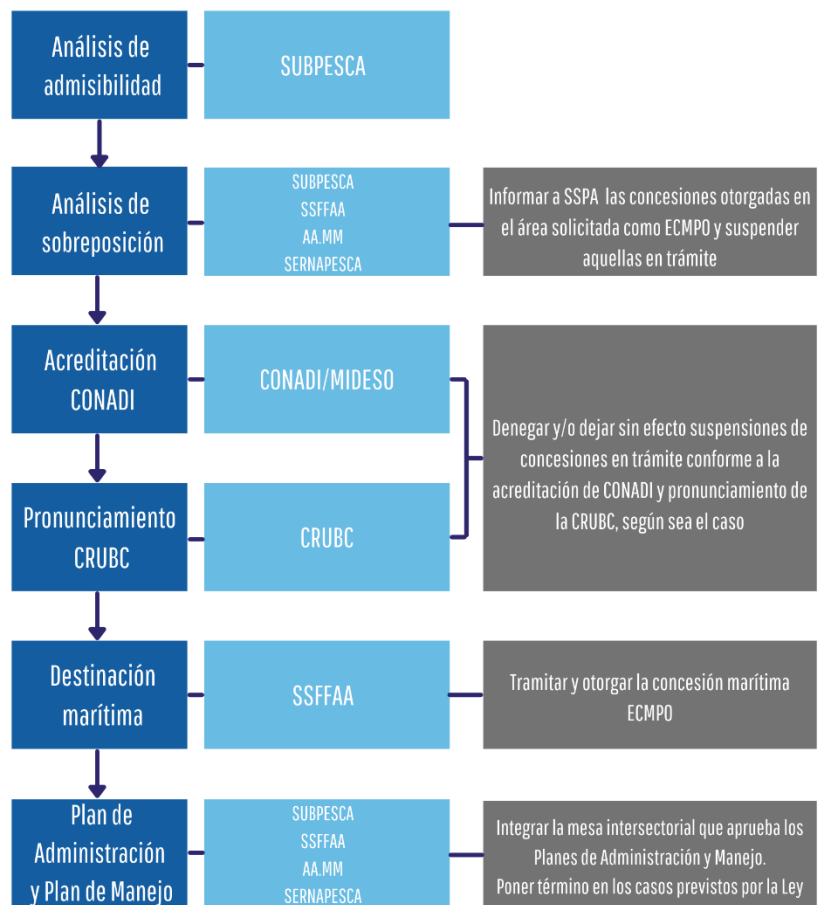 Análisis de
admisibilidad
SUBPESCA
Análisis de
sobreposición
SUBPESCA
SSFFAA
AA.MM
SERNAPESCA
Informar a SSPA las concesiones otorgadas en
el área solicitada como ECMPO y suspender
aquellas en trámite
Acreditación
CONADI
CONADI/MIDESO
Denegar y/o dejar sin efecto suspensiones de
concesiones en trámite conforme a la
acreditación de CONADI y pronunciamiento de
la CRUBC, según sea el caso
Pronunciamiento
CRUBC
CRUBC
Destinación
marítima
SSFFAA
Tramitar y otorgar la concesión marítima
ECMPO
Plan de
Administración
y Plan de Manejo
SUBPESCA
SSFFAA
AA.MM
SERNAPESCA
Integrar la mesa intersectorial que aprueba los
Planes de Administración y Manejo.
Poner término en los casos previstos por la Ley